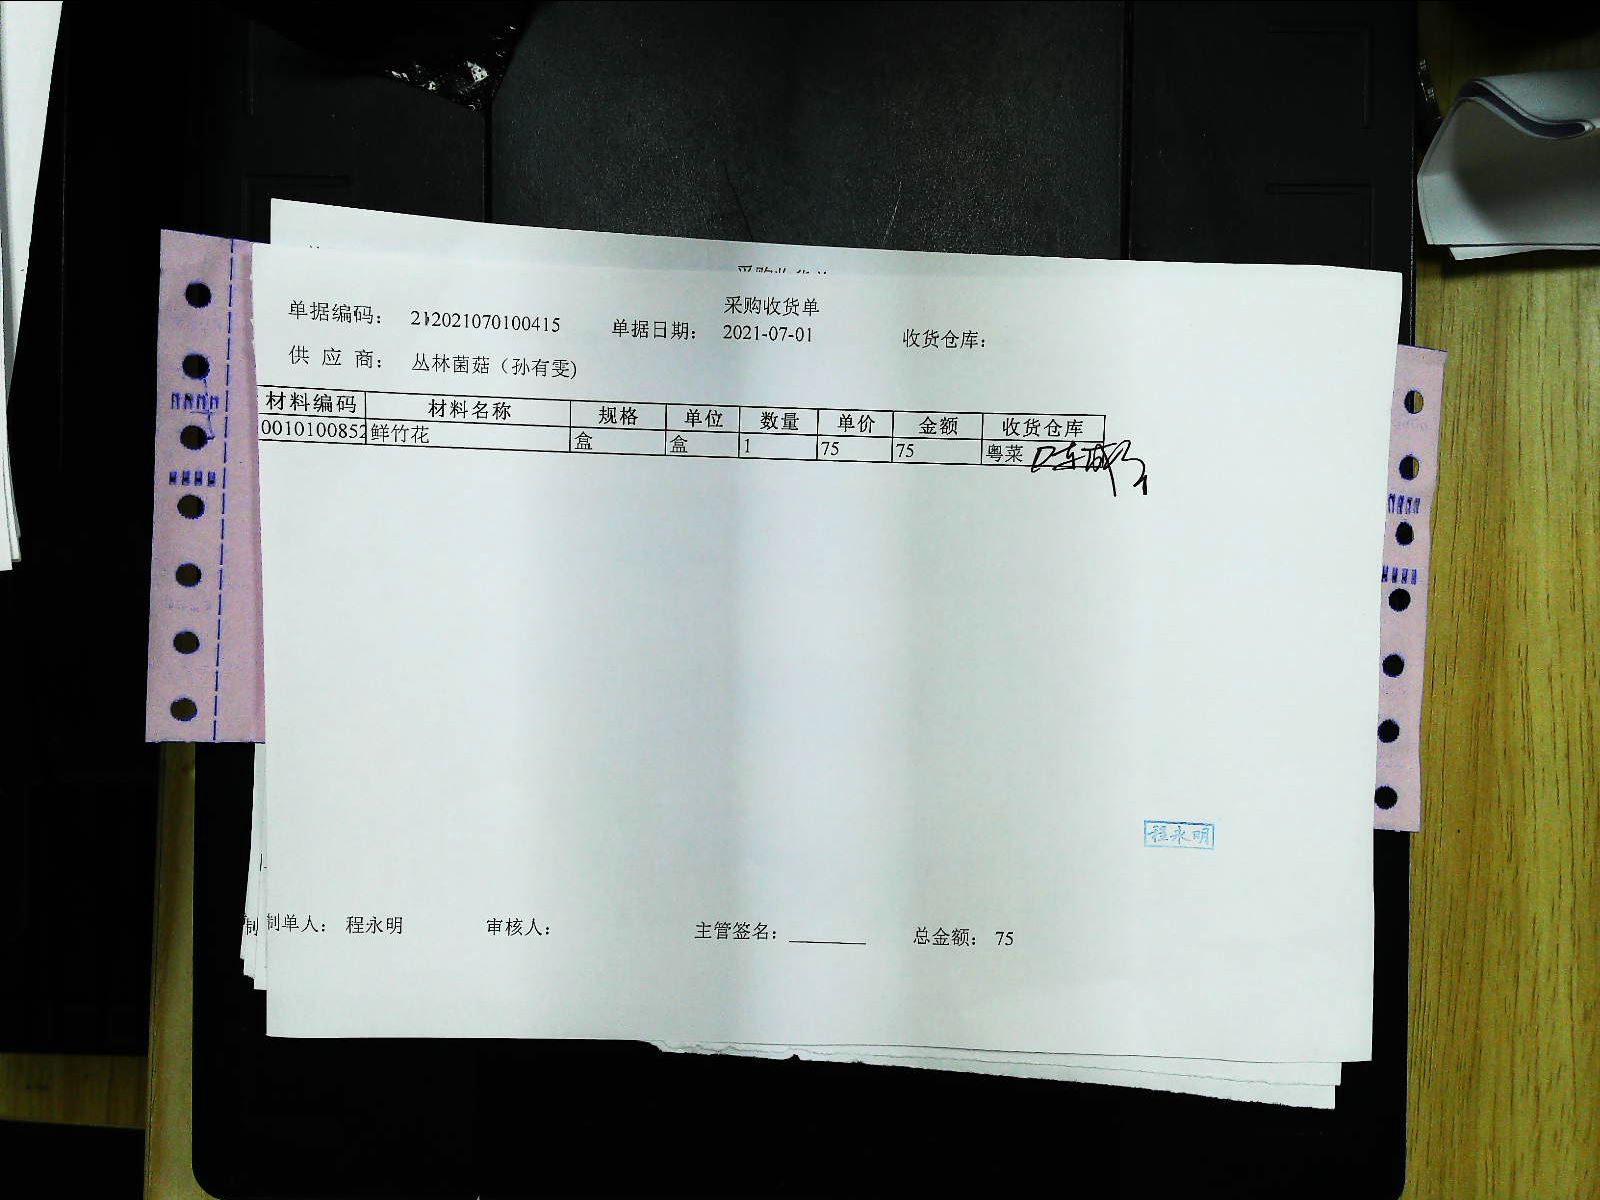 采购收货单
单据编码： 212021070100415 单据日期： 2021-07-01 收货仓库：
供 应 商： 丛林菌菇（孙有雯)
材料编码 材料名称 规格 单位 数量 单价 金额 收货仓库
0010100852 鲜竹花 盒 盒 1 75 75 粤菜
程永明
制单人： 程永明 审核人： 主管签名： 总金额： 75